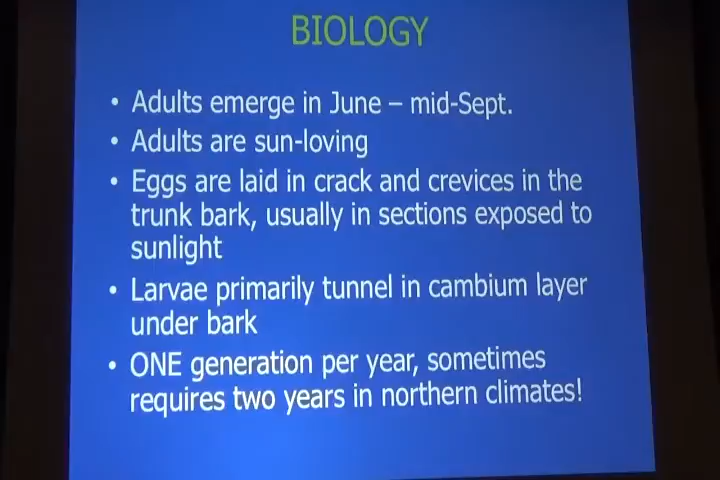 BIOLOGY
• Adults emerge in June – mid-Sept.
• Adults are sun-loving
• Eggs are laid in crack and crevices in the
trunk bark, usually in sections exposed to
sunlight
• Larvae primarily tunnel in cambium layer
under bark
• ONE generation per year, sometimes
requires two years in northern climates!